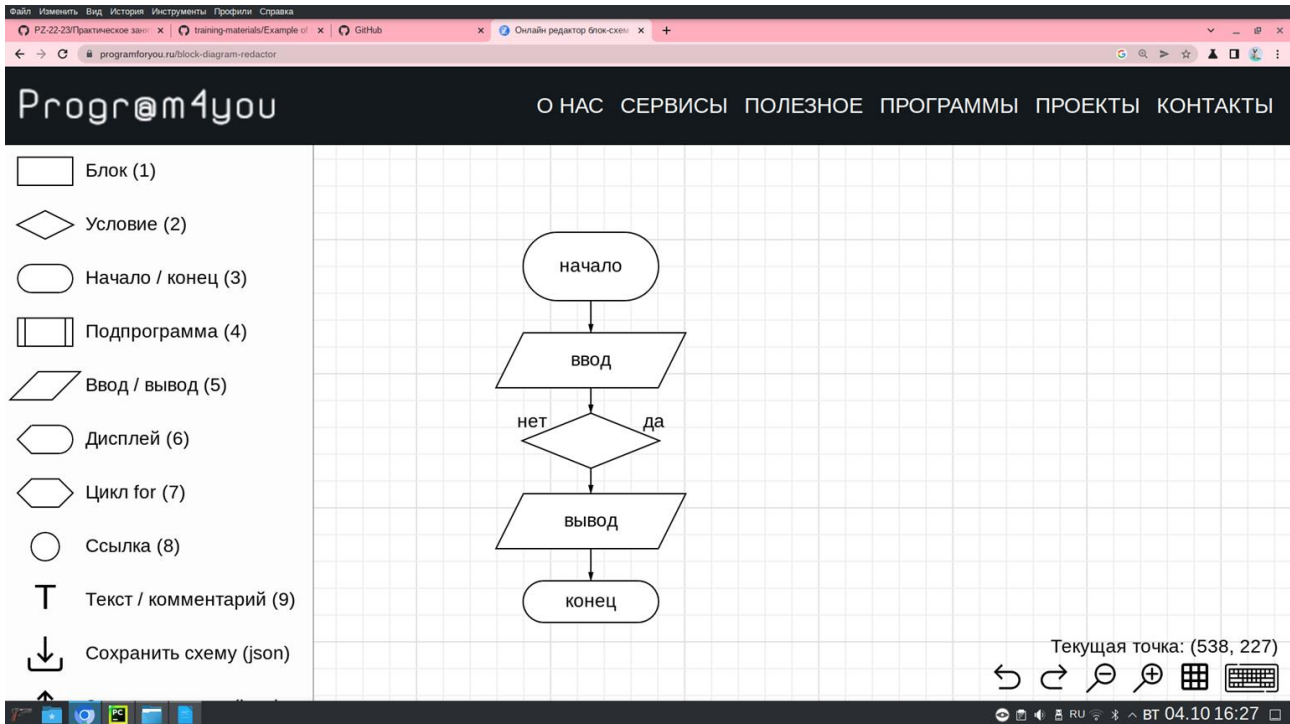 Файл Изменить Вид История Инструменты Профили Справка
PZ-22-23/Практическое зан
training-materials/Example of
GitHub
Онлайн редактор блок-схем
programforyou.ru/block-diagram-redactor
Progr@m4you
О НАС СЕРВИСЫ ПОЛЕЗНОЕ ПРОГРАММЫ ПРОЕКТЫ КОНТАКТЫ
Блок (1)
Условие (2)
Начало / конец (3)
Подпрограмма (4)
Ввод / вывод (5)
Дисплей (6)
Цикл for (7)
Ссылка (8)
Т Текст / комментарий (9)
Сохранить схему (json)
начало
ввод
нет да
вывод
конец
Текущая точка: (538, 227)
RU
вт 04.10 16:27